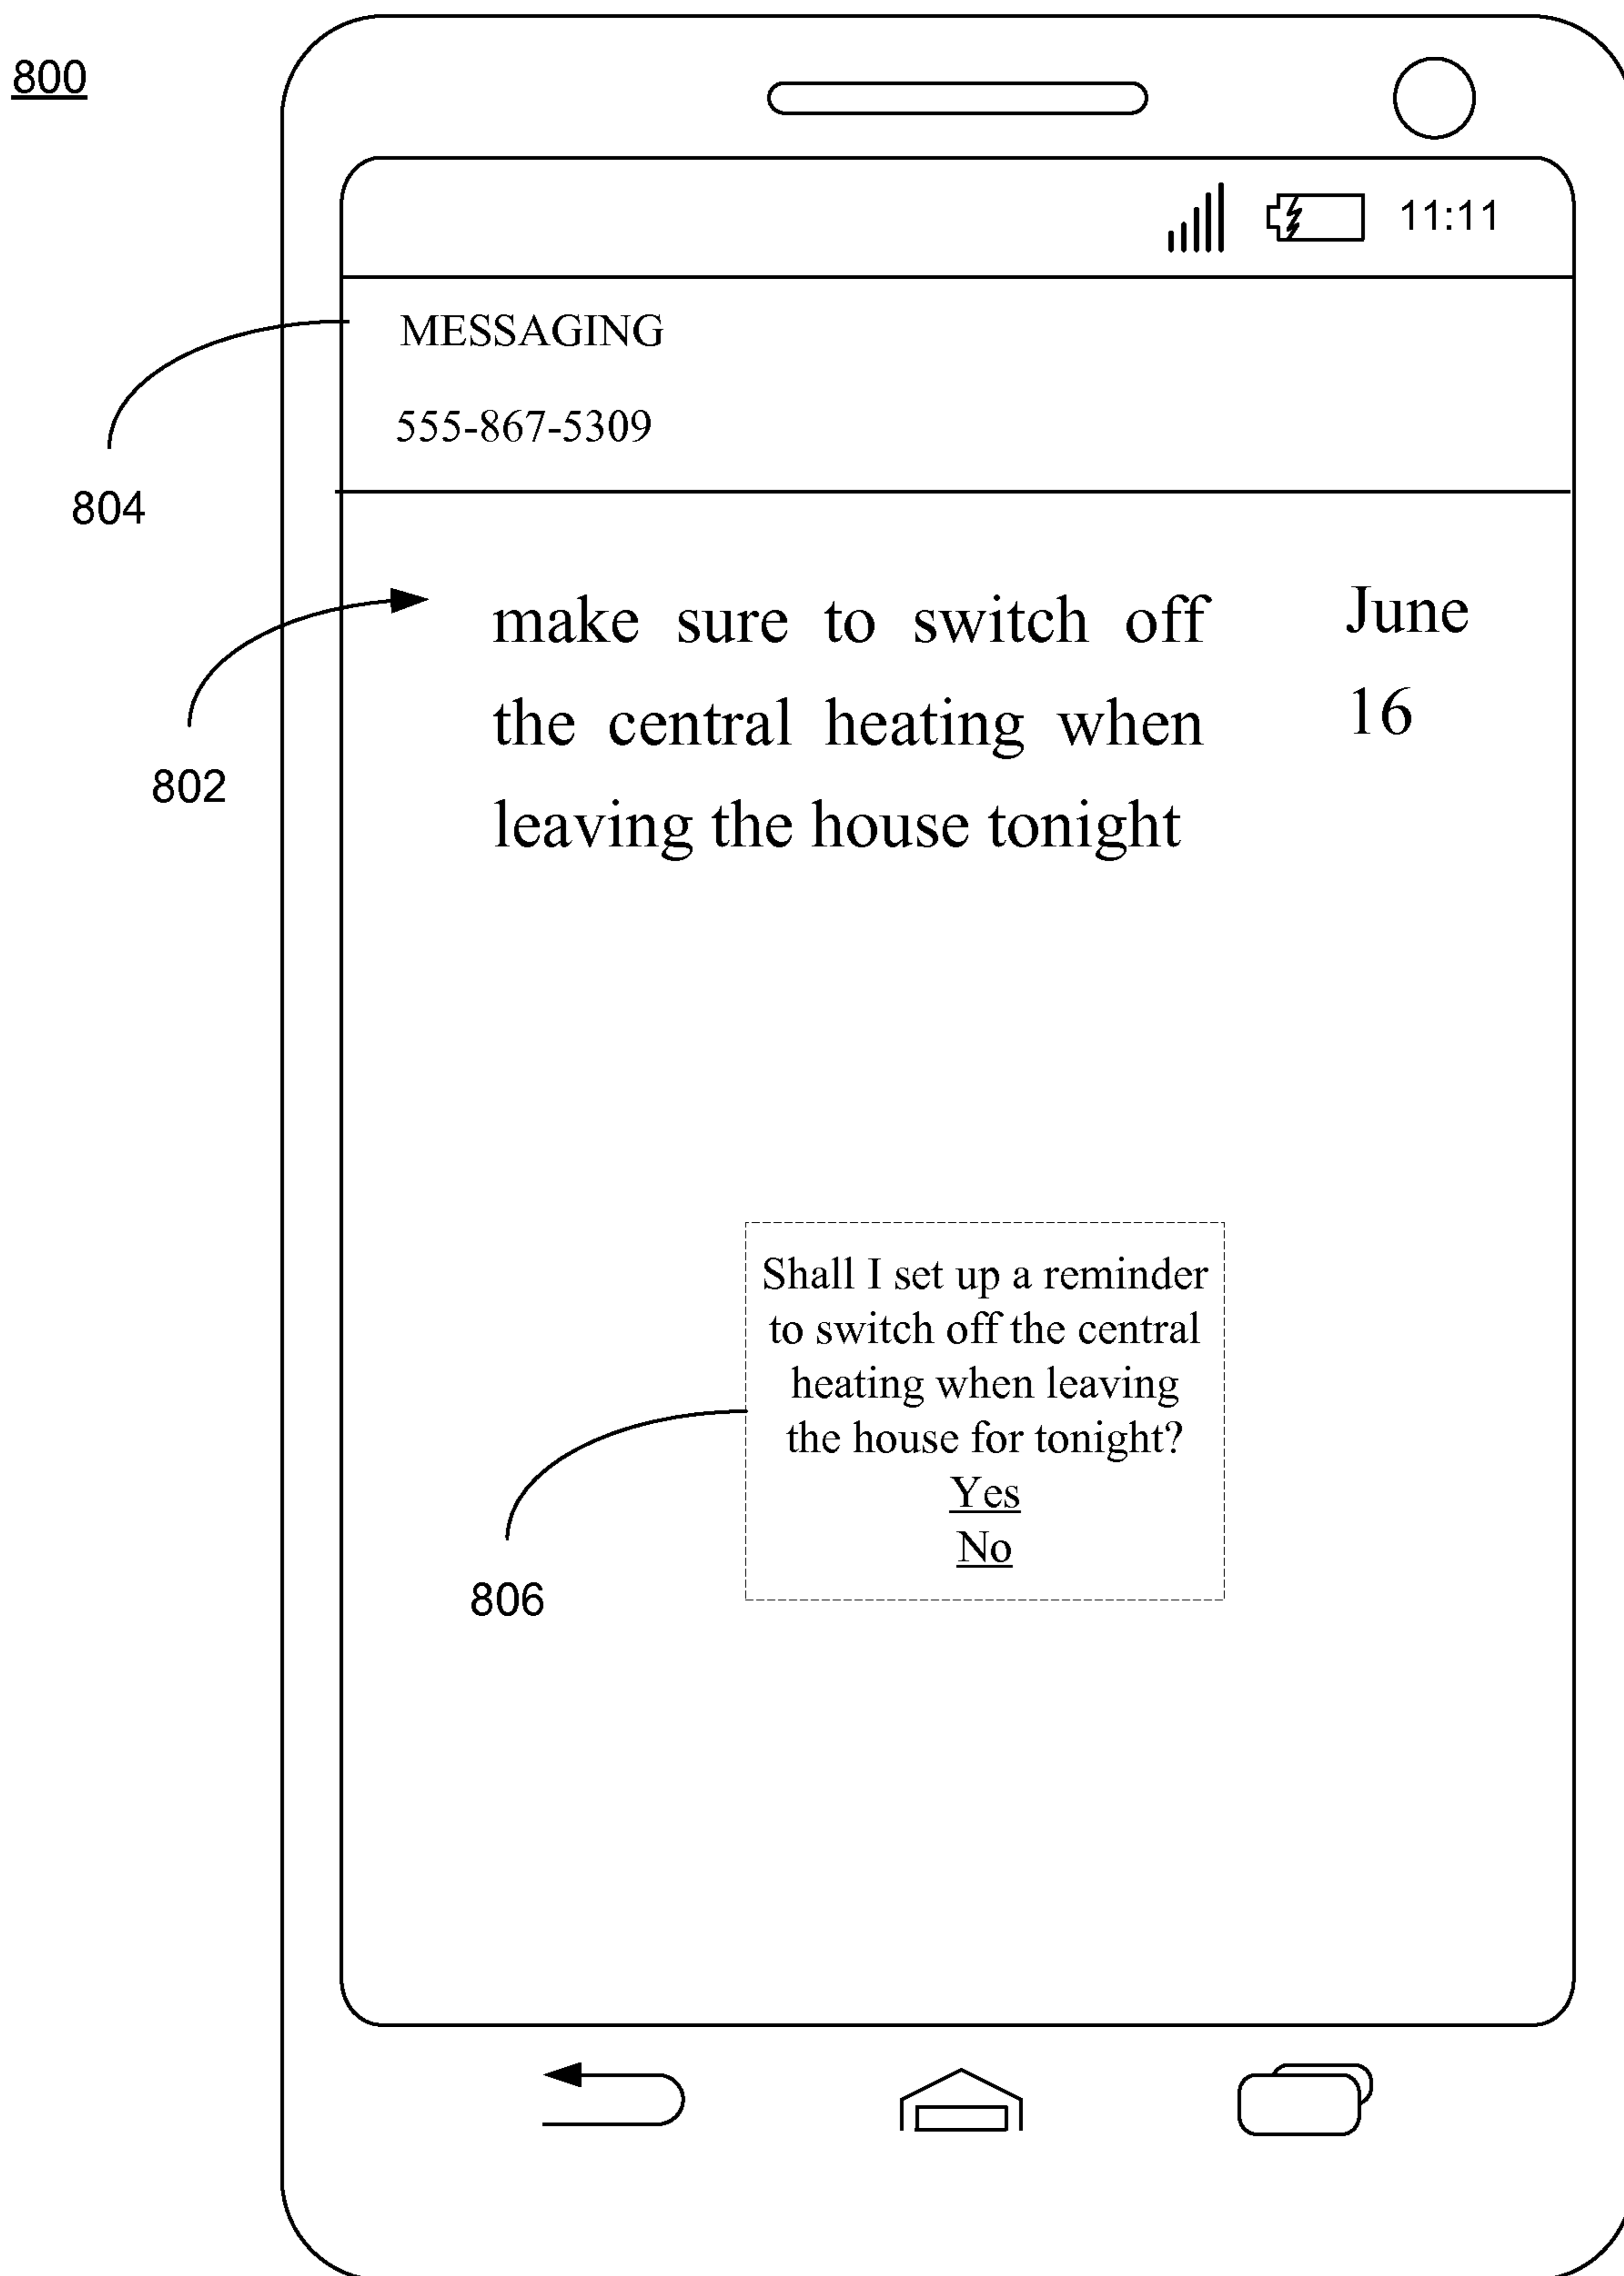 800
11:11
MESSAGING
555-867-5309
804
make sure to switch off
the central heating when
leaving the house tonight
June
16
802
Shall I set up a reminder
to switch off the central
heating when leaving
the house for tonight?
Yes
No
806